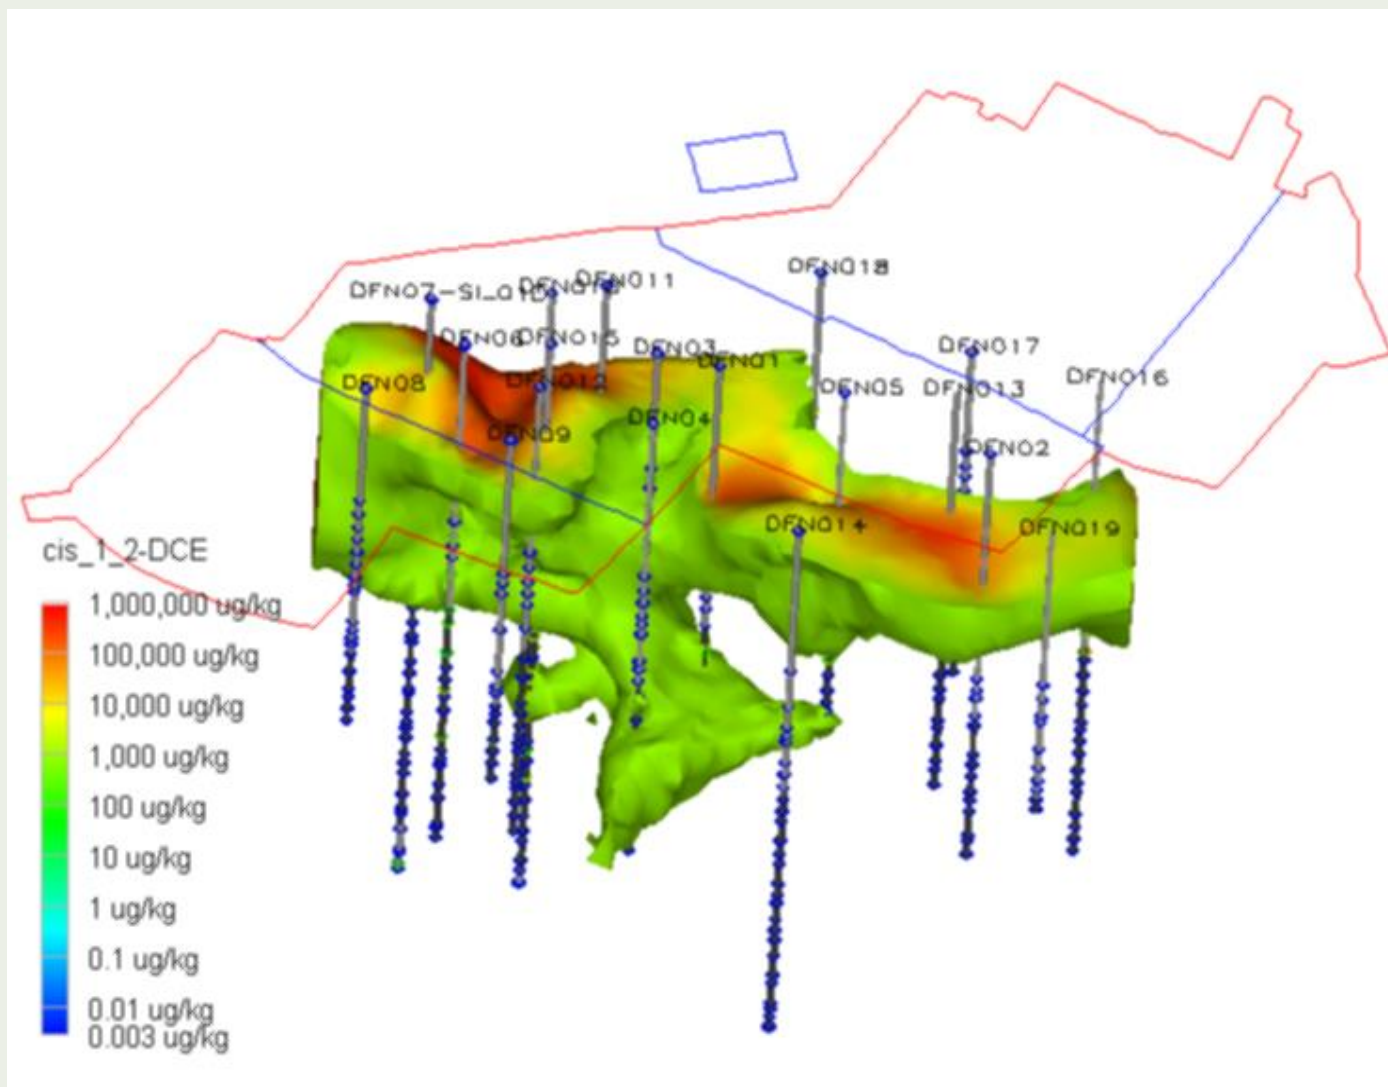 DFN018
DFN011
DFN07-SI_01
DFN06
DFN015
DFN03
DFN01
DFN017
DFN08
DFN012
DFN05
DFN013
DFN016
DFN09
DFN04
DFN02
DFN014
DFN019
cis_1_2-DCE
1,000,000 ug/kg
100,000 ug/kg
10,000 ug/kg
1,000 ug/kg
100 ug/kg
10 ug/kg
1 ug/kg
0.1 ug/kg
0.01 ug/kg
0.003 ug/kg